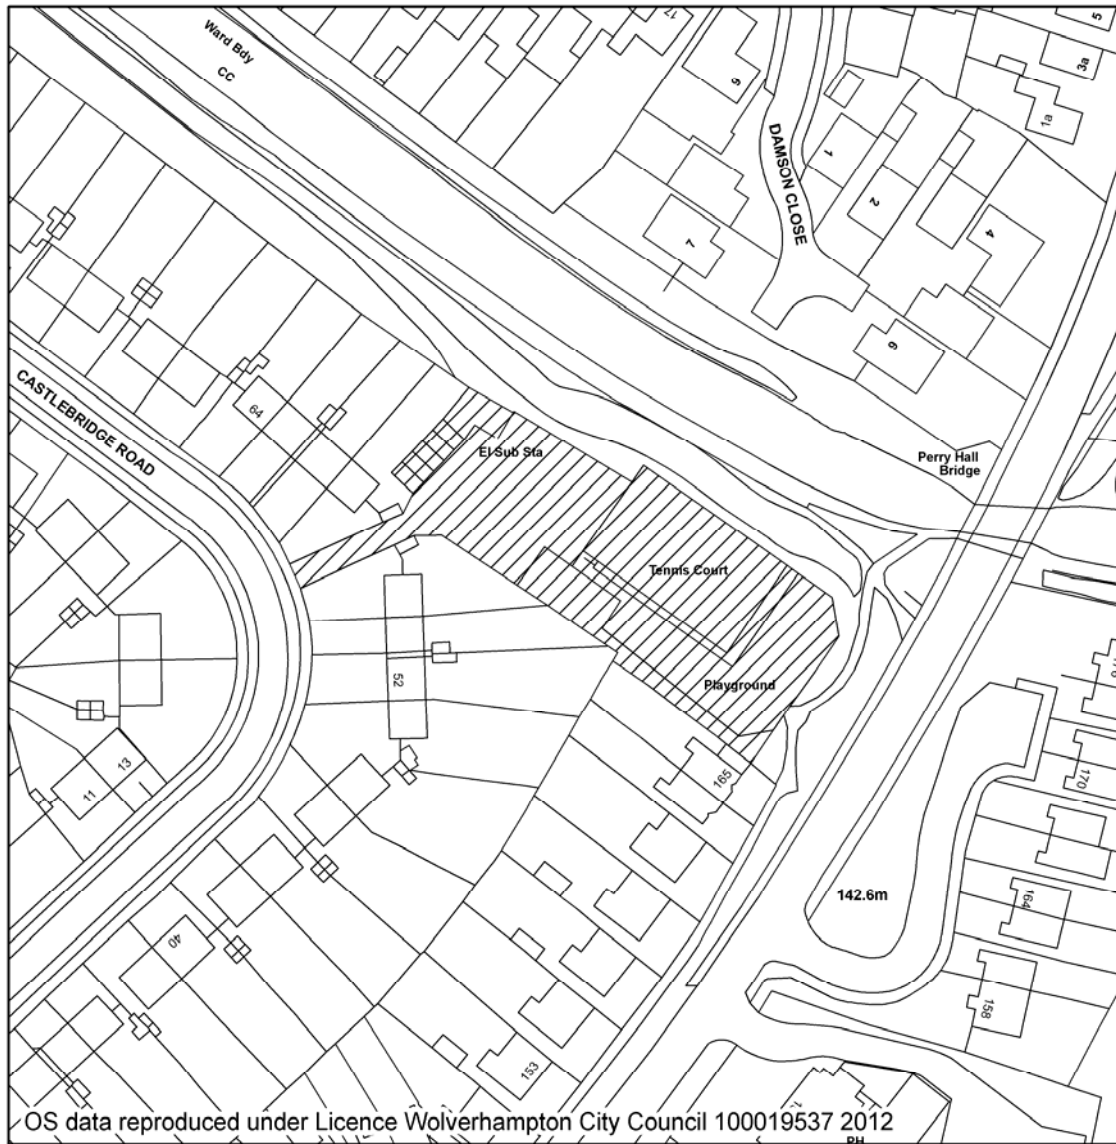 17
5
3a
1a
Ward Bdy
CC
9
DAMSON CLOSE
1
2
4
7
6
CASTLEBRIDGE ROAD
64
El Sub Sta
Perry Hall
Bridge
Tennis Court
52
Playground
165
170
13
11
142.6m
164
40
158
153
OS data reproduced under Licence Wolverhampton City Council 100019537 2012
PH